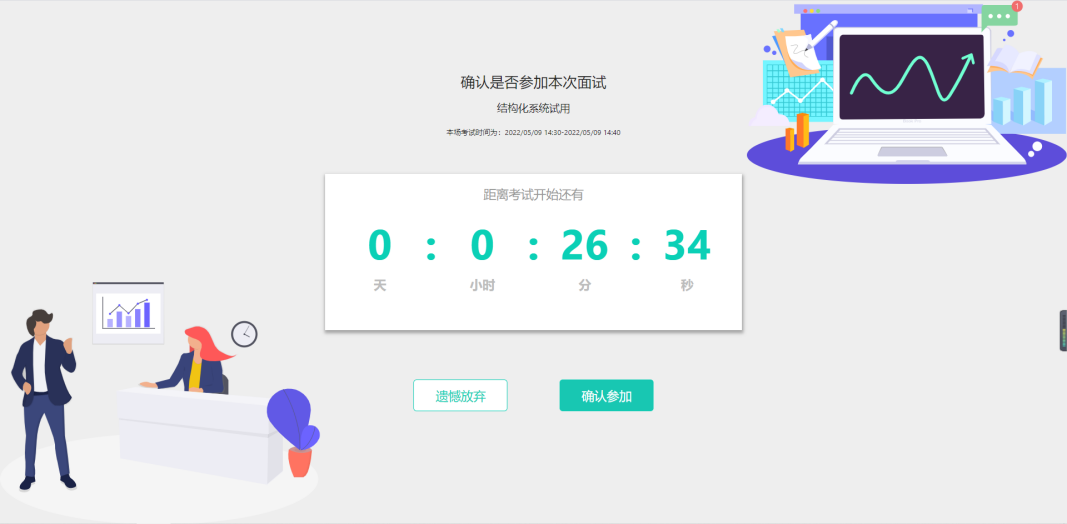 确认是否参加本次面试
结构化系统试用
本场考试时间为：2022/05/09 14:30-2022/05/09 14:40
1
距离考试开始还有
0 : 0 : 26 : 34
天 小时 分 秒
遗憾放弃 确认参加